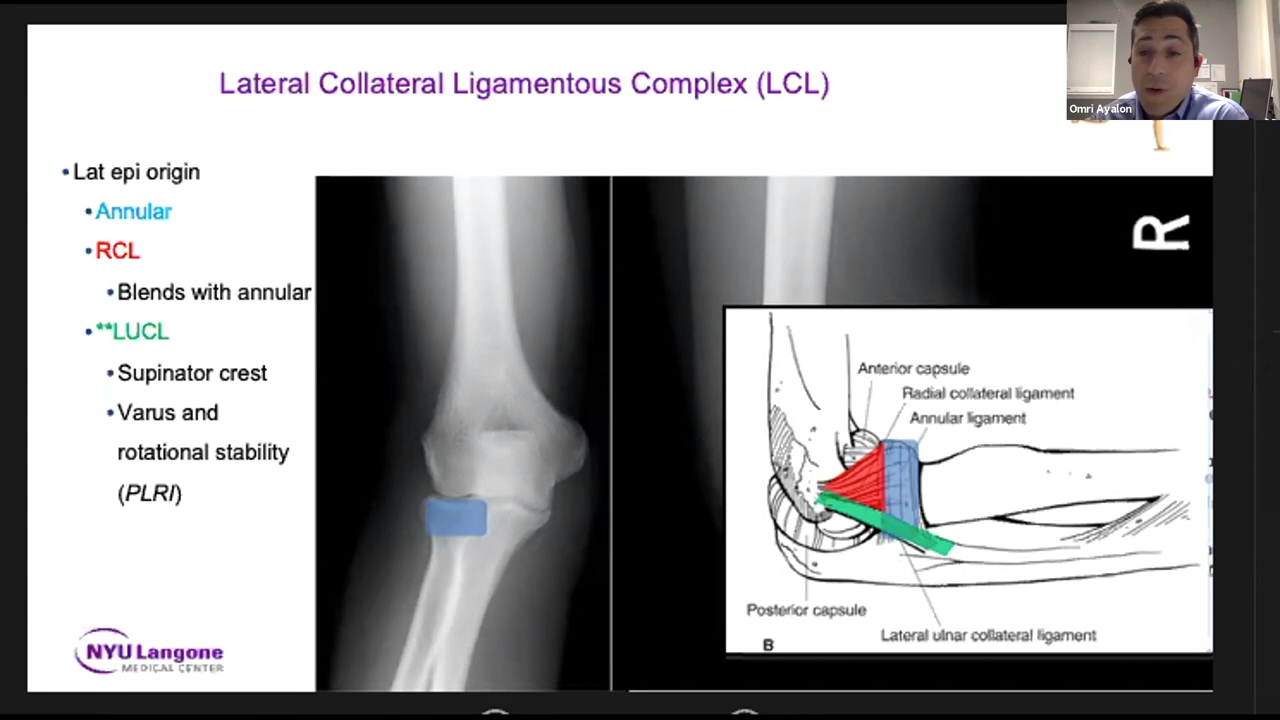 Lateral Collateral Ligamentous Complex (LCL)
Omri Ayalon
•Lat epi origin
•Annular
•RCL
•Blends with annular
•**LUCL
•Supinator crest
•Varus and
rotational stability
(PLRI)
R
Anterior capsule
Radial collateral ligament
Annular ligament
Posterior capsule
Lateral ulnar collateral ligament
B
NYU Langone
MEDICAL CENTER